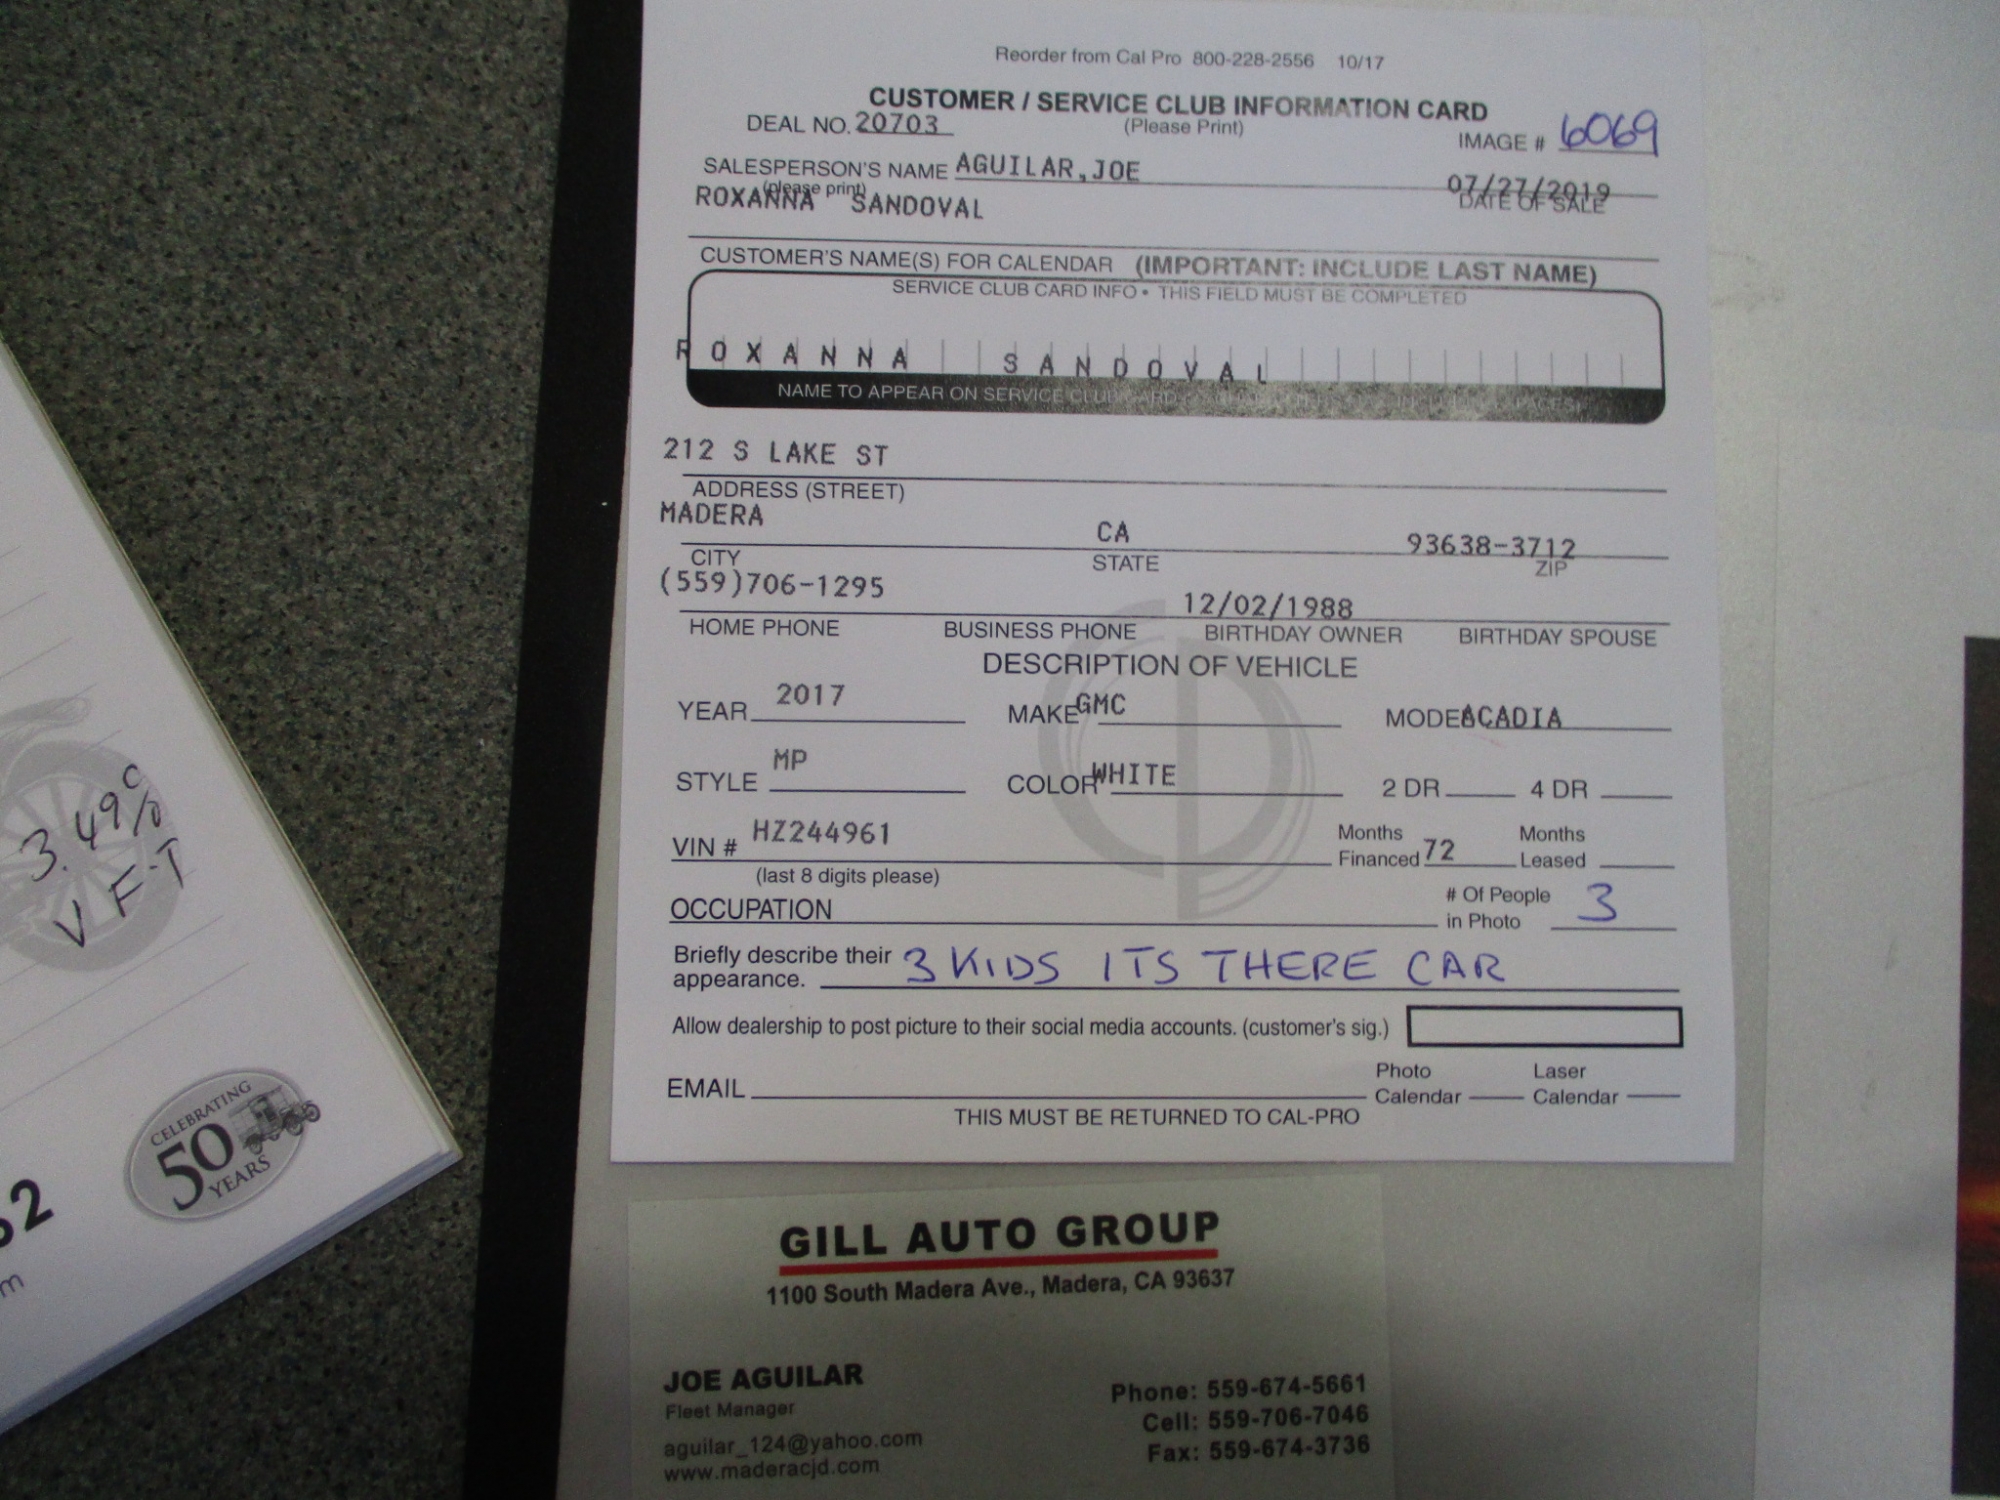 Reorder from Cal Pro 800-228-2556 10/17
CUSTOMER / SERVICE CLUB INFORMATION CARD
DEAL NO. 20703 (Please Print) IMAGE # 6069
SALESPERSON'S NAME AGUILAR,JOE 07/27/2019
(please print) DATE OF SALE
ROXANNA SANDOVAL
CUSTOMER'S NAME(S) FOR CALENDAR (IMPORTANT: INCLUDE LAST NAME)
SERVICE CLUB CARD INFO • THIS FIELD MUST BE COMPLETED
ROXANNA SANDOVAL
NAME TO APPEAR ON SERVICE CLUB CARD
212 S LAKE ST
ADDRESS (STREET)
MADERA CA 93638-3712
CITY STATE ZIP
(559)706-1295 12/02/1988
HOME PHONE BUSINESS PHONE BIRTHDAY OWNER BIRTHDAY SPOUSE
DESCRIPTION OF VEHICLE
YEAR 2017 MAKE GMC MODEL ACADIA
STYLE MP COLOR WHITE 2 DR 4 DR
VIN # HZ244961 Months Financed 72 Months Leased
(last 8 digits please)
OCCUPATION # Of People in Photo 3
Briefly describe their
appearance. 3 KIDS ITS THERE CAR
Allow dealership to post picture to their social media accounts. (customer's sig.)
EMAIL Photo Calendar Laser Calendar
THIS MUST BE RETURNED TO CAL-PRO
GILL AUTO GROUP
1100 South Madera Ave., Madera, CA 93637
JOE AGUILAR
Fleet Manager
aguilar_124@yahoo.com
www.maderacjd.com
Phone: 559-674-5661
Cell: 559-706-7046
Fax: 559-674-3736
3.49%
V F-T
CELEBRATING
50
YEARS